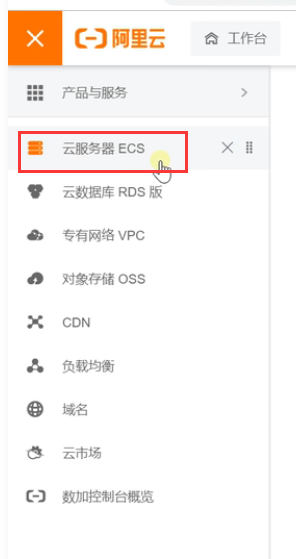 阿里云
工作台
产品与服务
云服务器 ECS
云数据库 RDS 版
专有网络 VPC
对象存储 OSS
CDN
负载均衡
域名
云市场
数加控制台概览